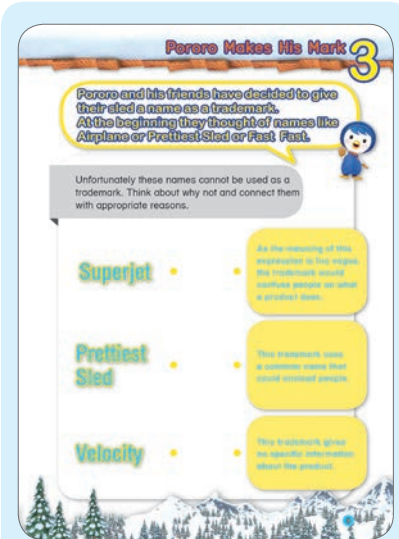 Pororo Makes His Mark 3
Pororo and his friends have decided to give
their sled a name as a trademark.
At the beginning they thought of names like
Airplane or Prettiest Sled or Fast Fast.
Unfortunately these names cannot be used as a
trademark. Think about why not and connect them
with appropriate reasons.
Superjet
As the meaning of this
expression is too vague,
the trademark would
confuse people on what
a product does.
Prettiest
Sled
This trademark uses
a common name that
could mislead people.
Velocity
This trademark gives
no specific information
about the product.